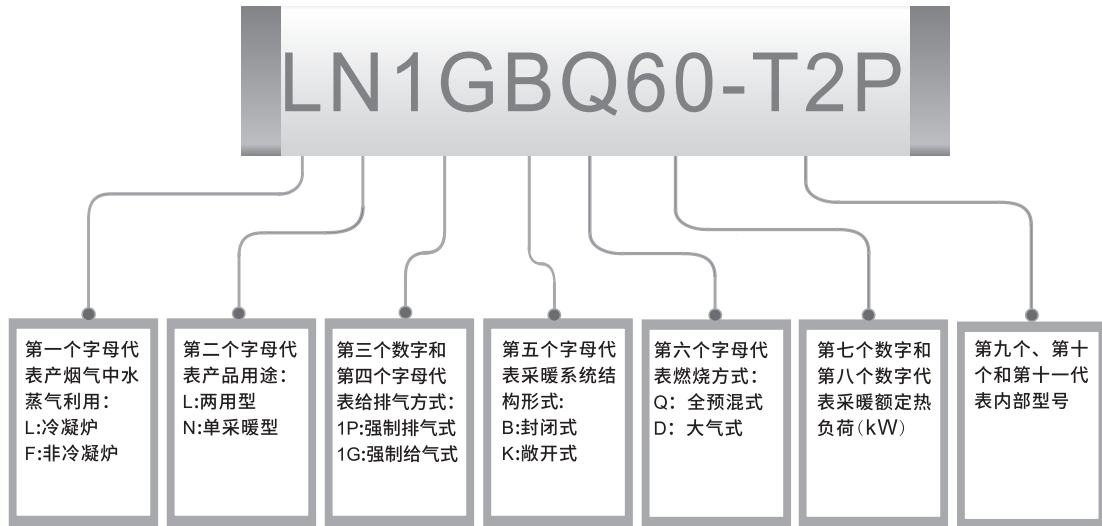 LN1GBQ60-T2P
第一个字母代
表产烟气中水
蒸气利用：
L:冷凝炉
F:非冷凝炉
第二个字母代
表产品用途：
L:两用型
N:单采暖型
第三个数字和
第四个字母代
表给排气方式：
1P:强制排气式
1G:强制给气式
第五个字母代
表采暖系统结
构形式:
B:封闭式
K:敞开式
第六个字母代
表燃烧方式：
Q：全预混式
D：大气式
第七个数字和
第八个数字代
表采暖额定热
负荷（kW）
第九个、第十
个和第十一代
表内部型号